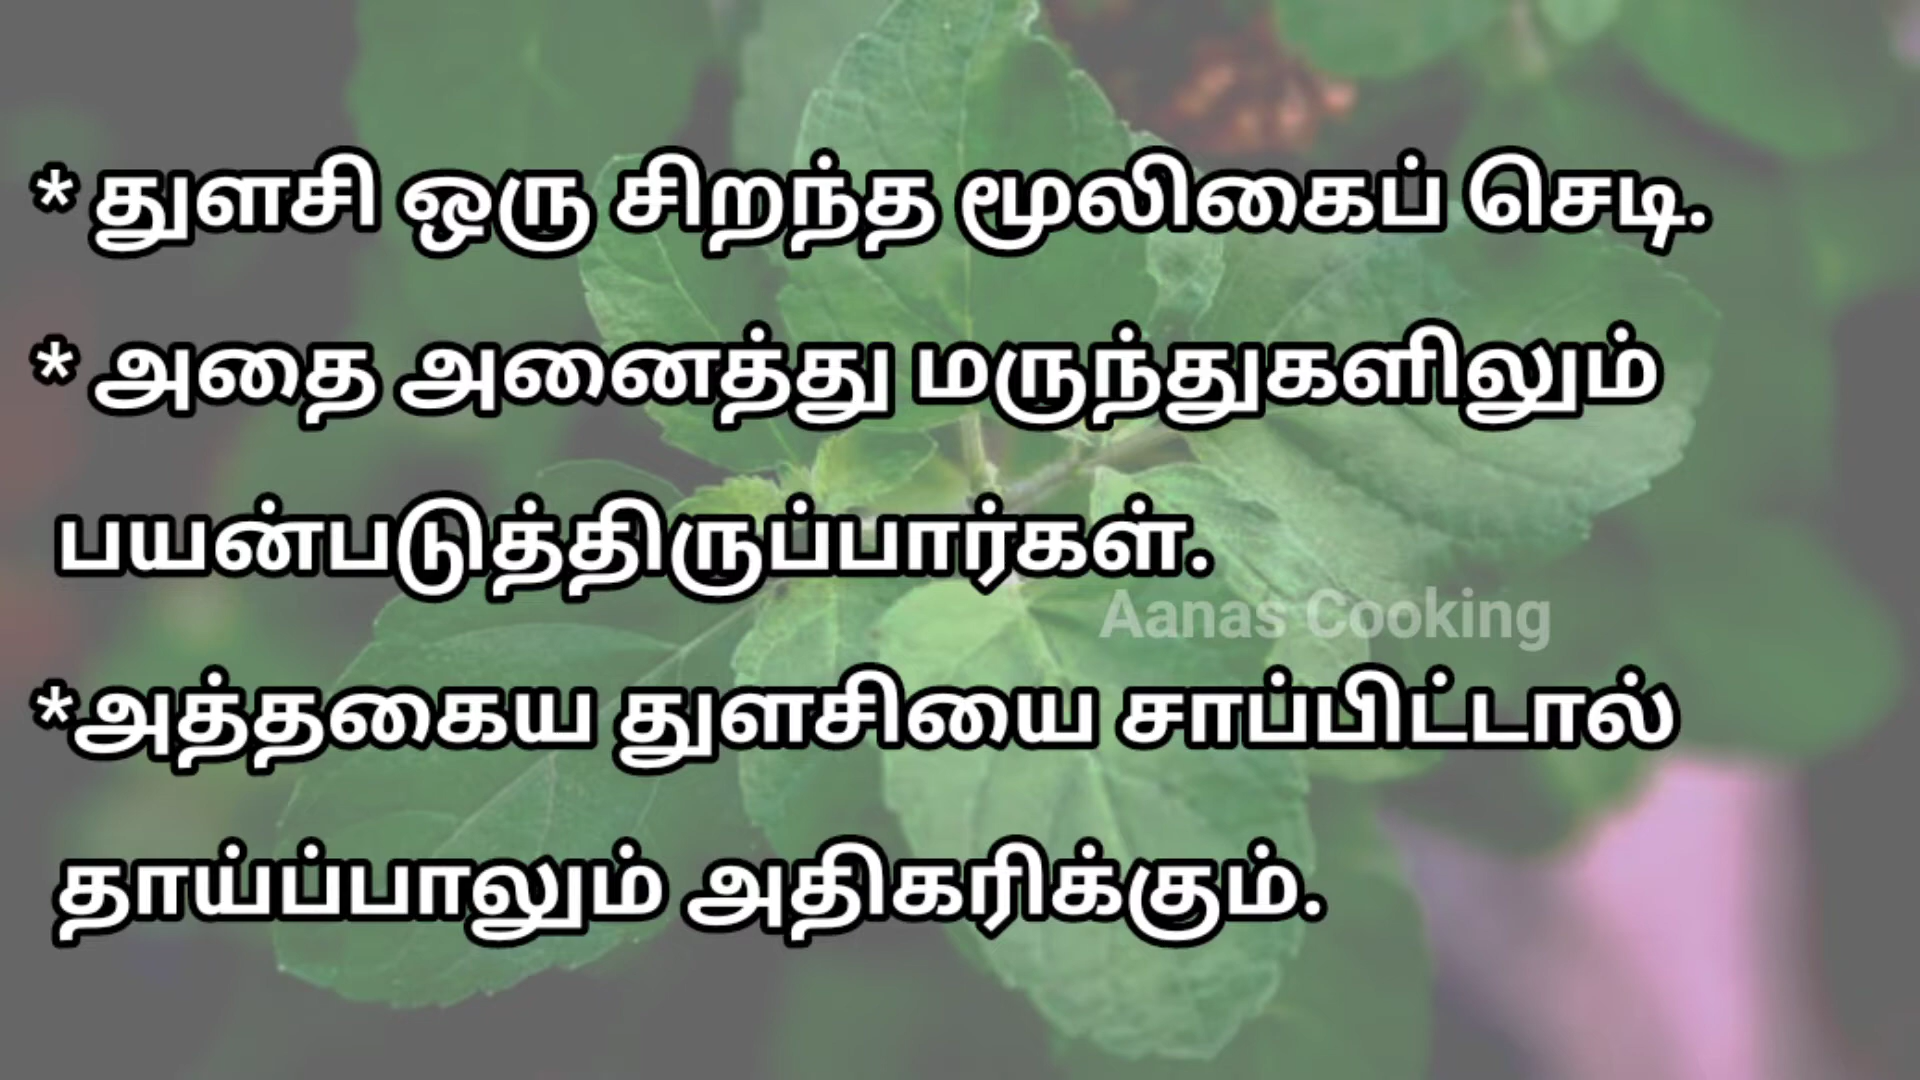 * துளசி ஒரு சிறந்த மூலிகைப் செடி.
* அதை அனைத்து மருந்துகளிலும்
பயன்படுத்திருப்பார்கள்.
Aanas Cooking
*அத்தகைய துளசியை சாப்பிட்டால்
தாய்ப்பாலும் அதிகரிக்கும்.